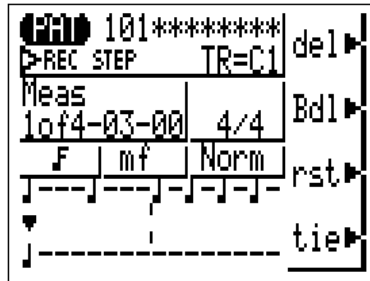 PAT 101********
REC STEP TR=C1
del
Meas
1of4-03-00 4/4
Bdl
mf Norm
rst
tie